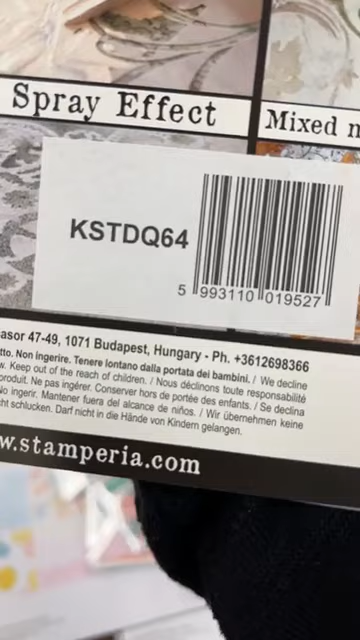 Spray Effect
Mixed
KSTDQ64
5 993110 019527
47-49, 1071 Budapest, Hungary - Ph. +3612698366
Non ingerire. Tenere lontano dalla portata dei bambini. / We decline
Keep out of the reach of children. / Nous déclinons toute responsabilité
produit. Ne pas ingérer. Conserver hors de portée des enfants. / Se declina
No ingerir. Mantener fuera del alcance de niños. / Wir übernehmen keine
schlucken. Darf nicht in die Hände von Kindern gelangen.
w.stamperia.com